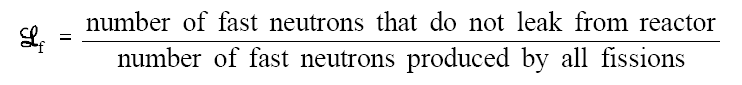 ℒf = number of fast neutrons that do not leak from reactor
number of fast neutrons produced by all fissions